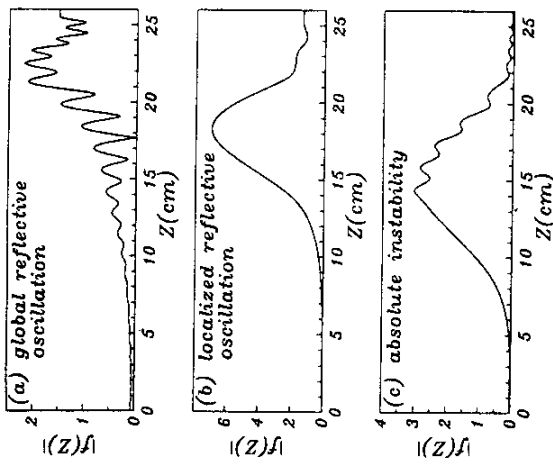 (a) global reflective
oscillation
|f(Z)|
2
1
0
0 5 10 15 20 25
Z(cm)
(b) localized reflective
oscillation
|f(Z)|
6
4
2
0
0 5 10 15 20 25
Z(cm)
(c) absolute instability
|f(Z)|
4
3
2
1
0
0 5 10 15 20 25
Z(cm)